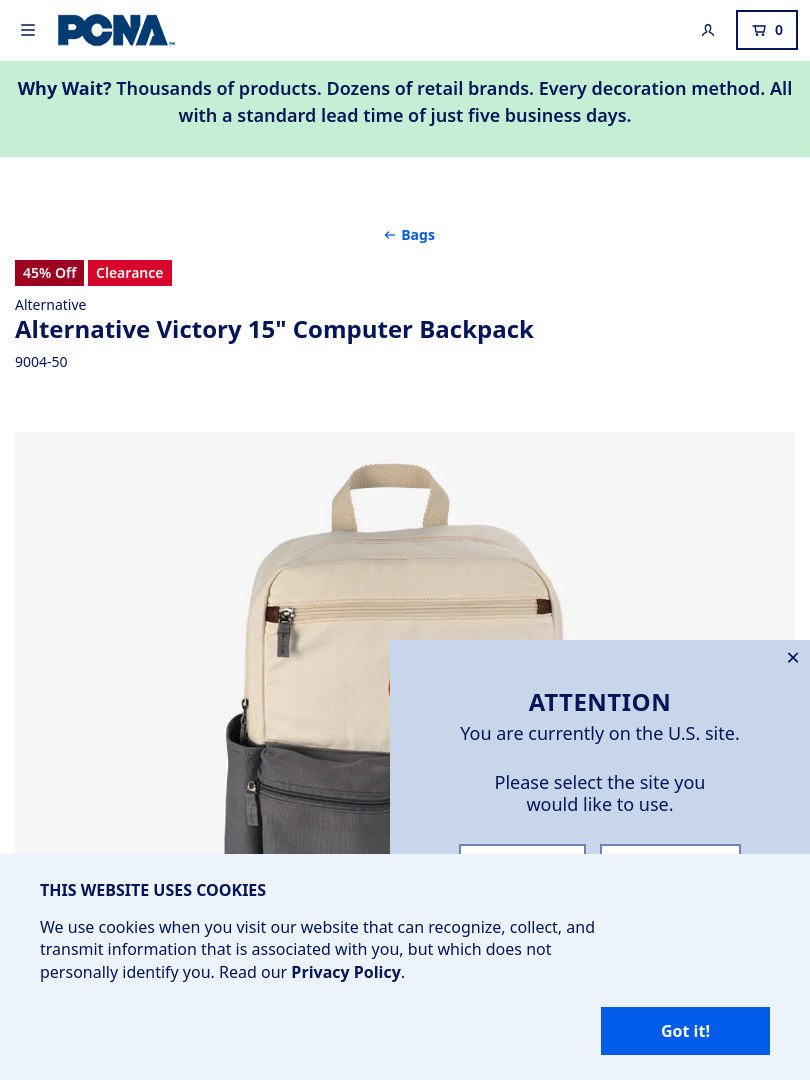 PCNA
0
Why Wait? Thousands of products. Dozens of retail brands. Every decoration method. All
with a standard lead time of just five business days.
Bags
45% Off
Clearance
Alternative
Alternative Victory 15" Computer Backpack
9004-50
ATTENTION
You are currently on the U.S. site.
Please select the site you
would like to use.
THIS WEBSITE USES COOKIES
We use cookies when you visit our website that can recognize, collect, and
transmit information that is associated with you, but which does not
personally identify you. Read our Privacy Policy.
Got it!